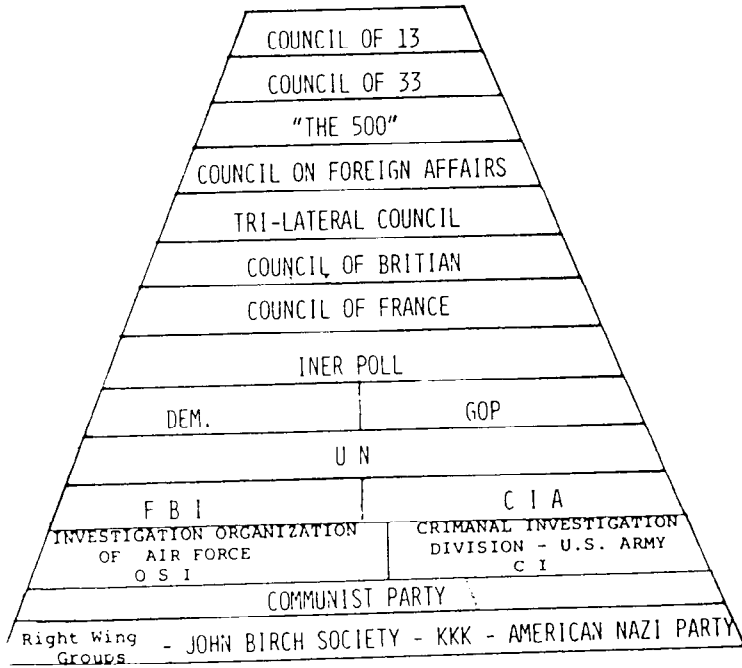 COUNCIL OF 13
COUNCIL OF 33
"THE 500"
COUNCIL ON FOREIGN AFFAIRS
TRI-LATERAL COUNCIL
COUNCIL OF BRITIAN
COUNCIL OF FRANCE
INER POLL
DEM.
GOP
U N
F B I
C I A
INVESTIGATION ORGANIZATION
OF AIR FORCE
O S I
CRIMANAL INVESTIGATION
DIVISION - U.S. ARMY
C I
COMMUNIST PARTY
Right Wing
Groups
- JOHN BIRCH SOCIETY - KKK - AMERICAN NAZI PARTY